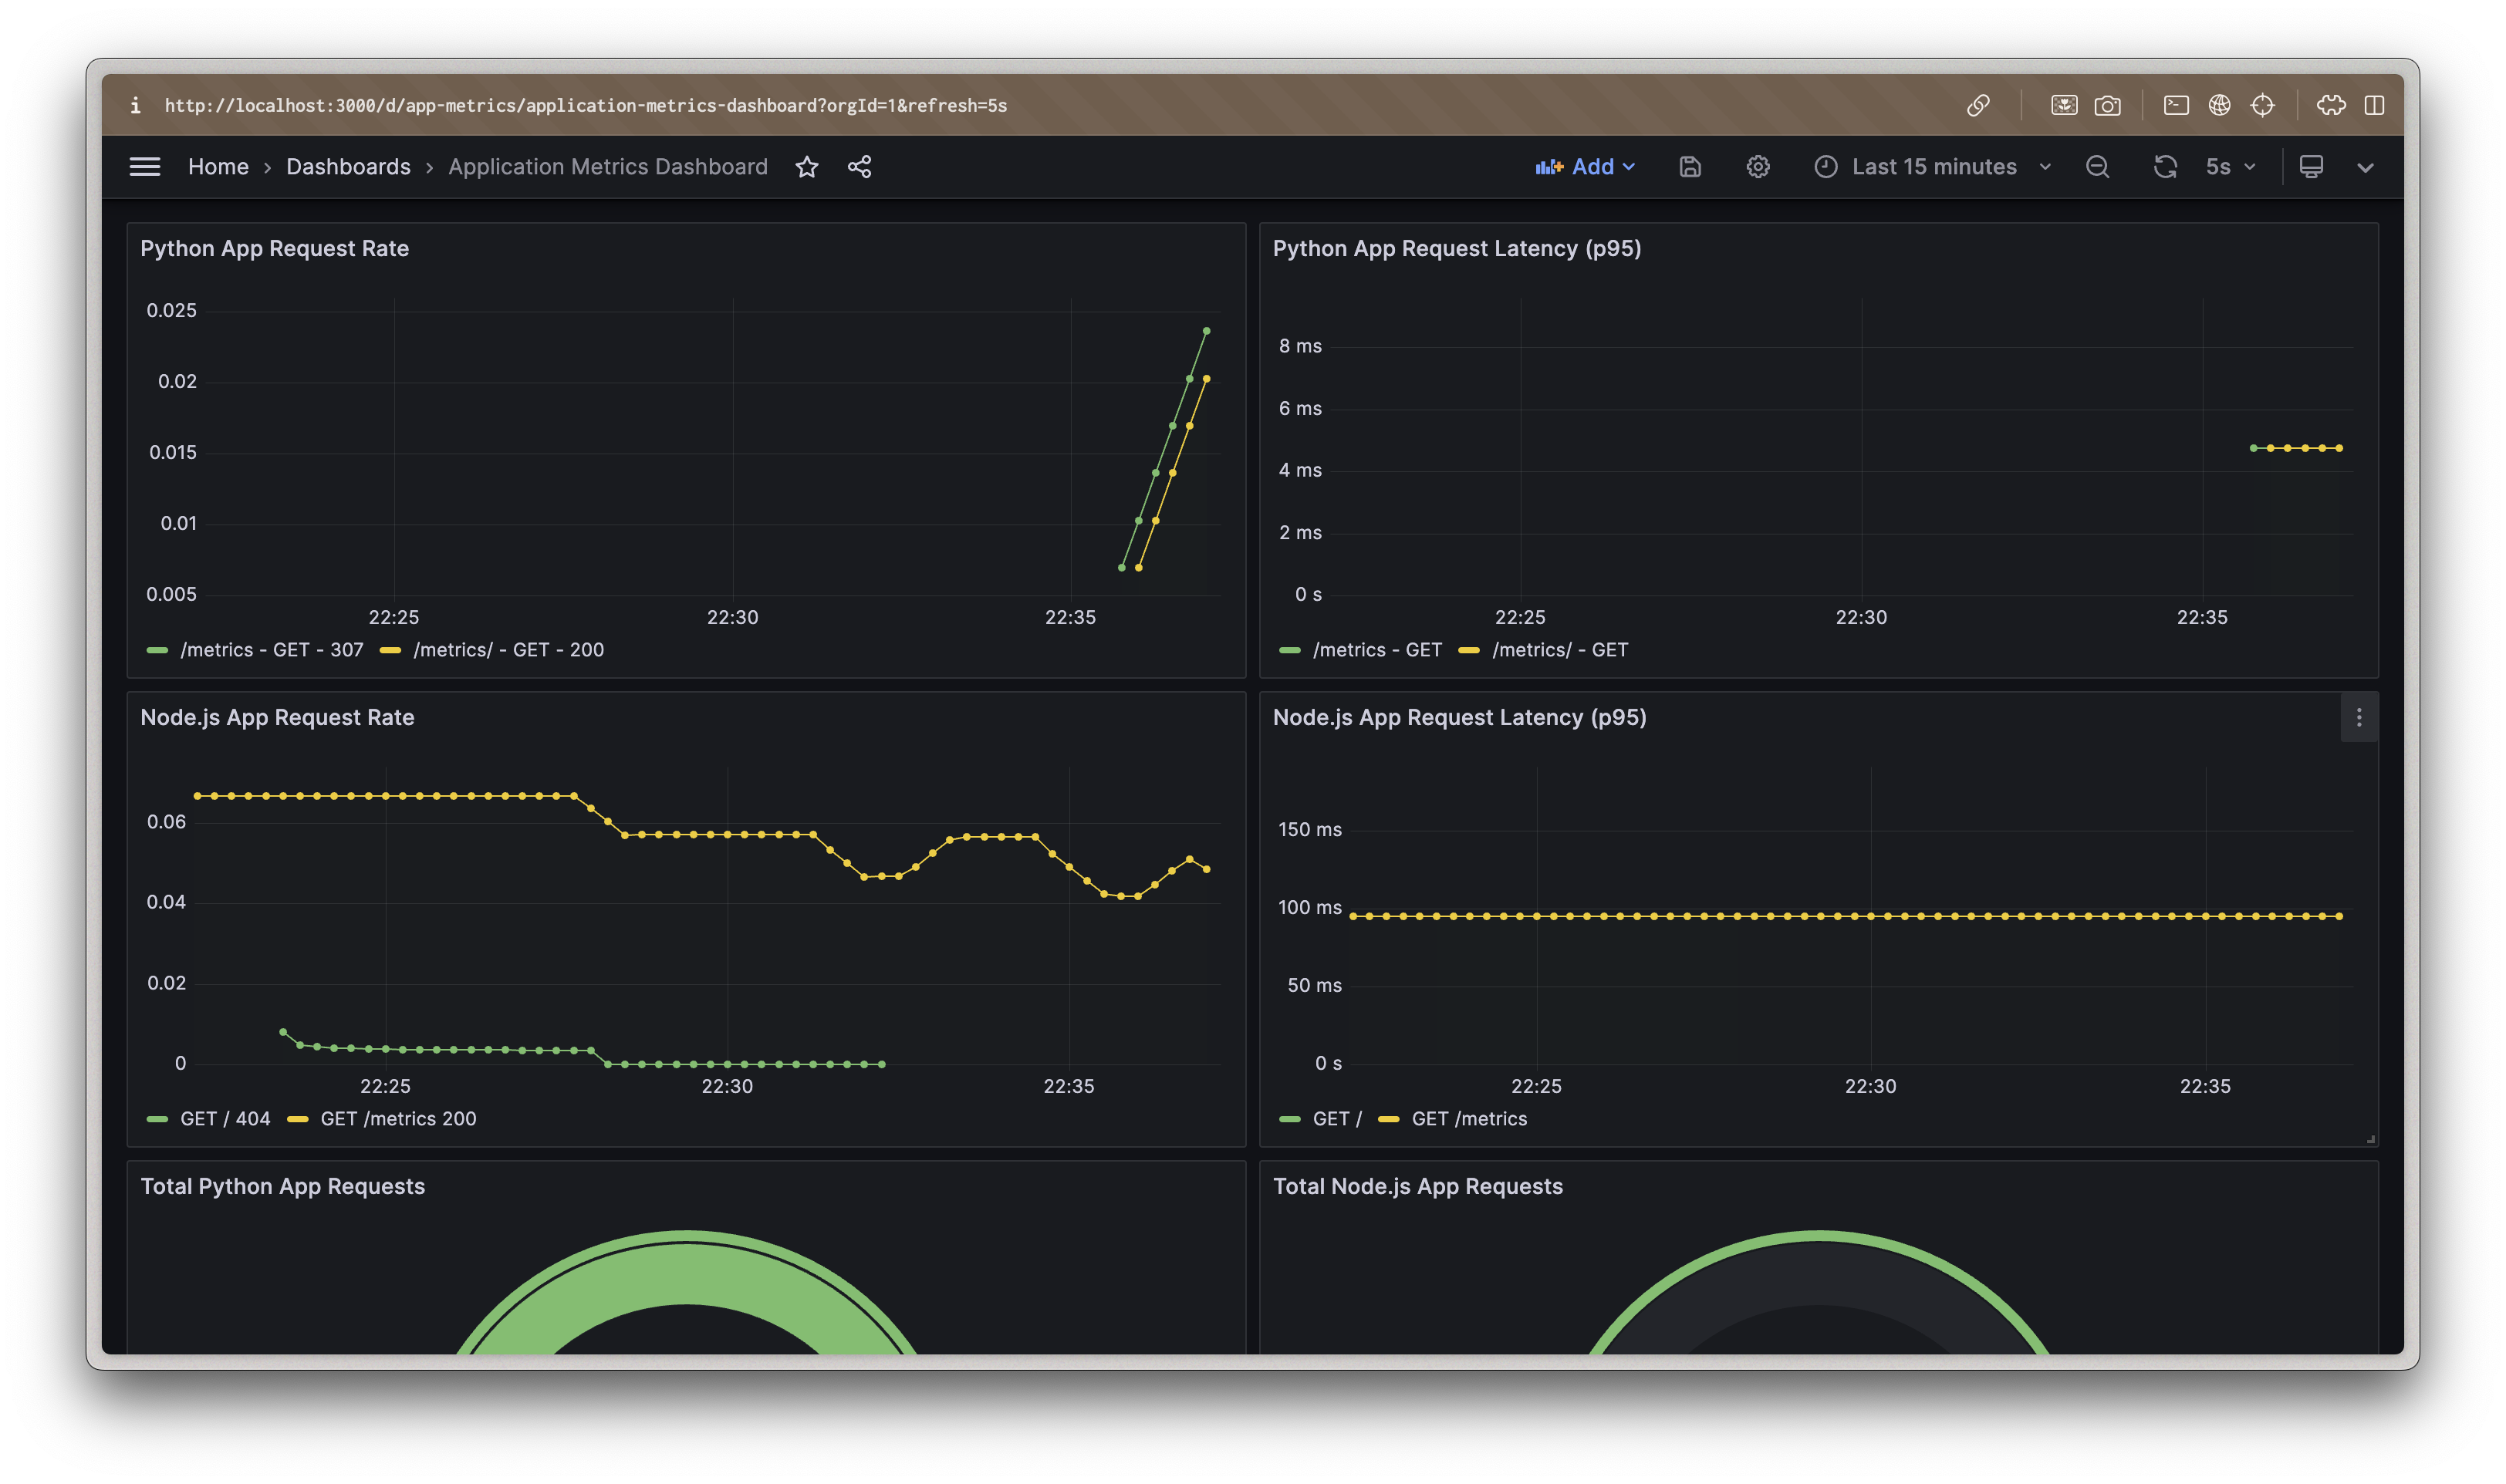 http://localhost:3000/d/app-metrics/application-metrics-dashboard?orgId=1&refresh=5s
Home › Dashboards › Application Metrics Dashboard
Add
Last 15 minutes
5s
Python App Request Rate
0.025
0.02
0.015
0.01
0.005
22:25 22:30 22:35
/metrics - GET - 307 /metrics/ - GET - 200
Python App Request Latency (p95)
8 ms
6 ms
4 ms
2 ms
0 s
22:25 22:30 22:35
/metrics - GET /metrics/ - GET
Node.js App Request Rate
0.06
0.04
0.02
0
22:25 22:30 22:35
GET / 404 GET /metrics 200
Node.js App Request Latency (p95)
150 ms
100 ms
50 ms
0 s
22:25 22:30 22:35
GET / GET /metrics
Total Python App Requests
Total Node.js App Requests